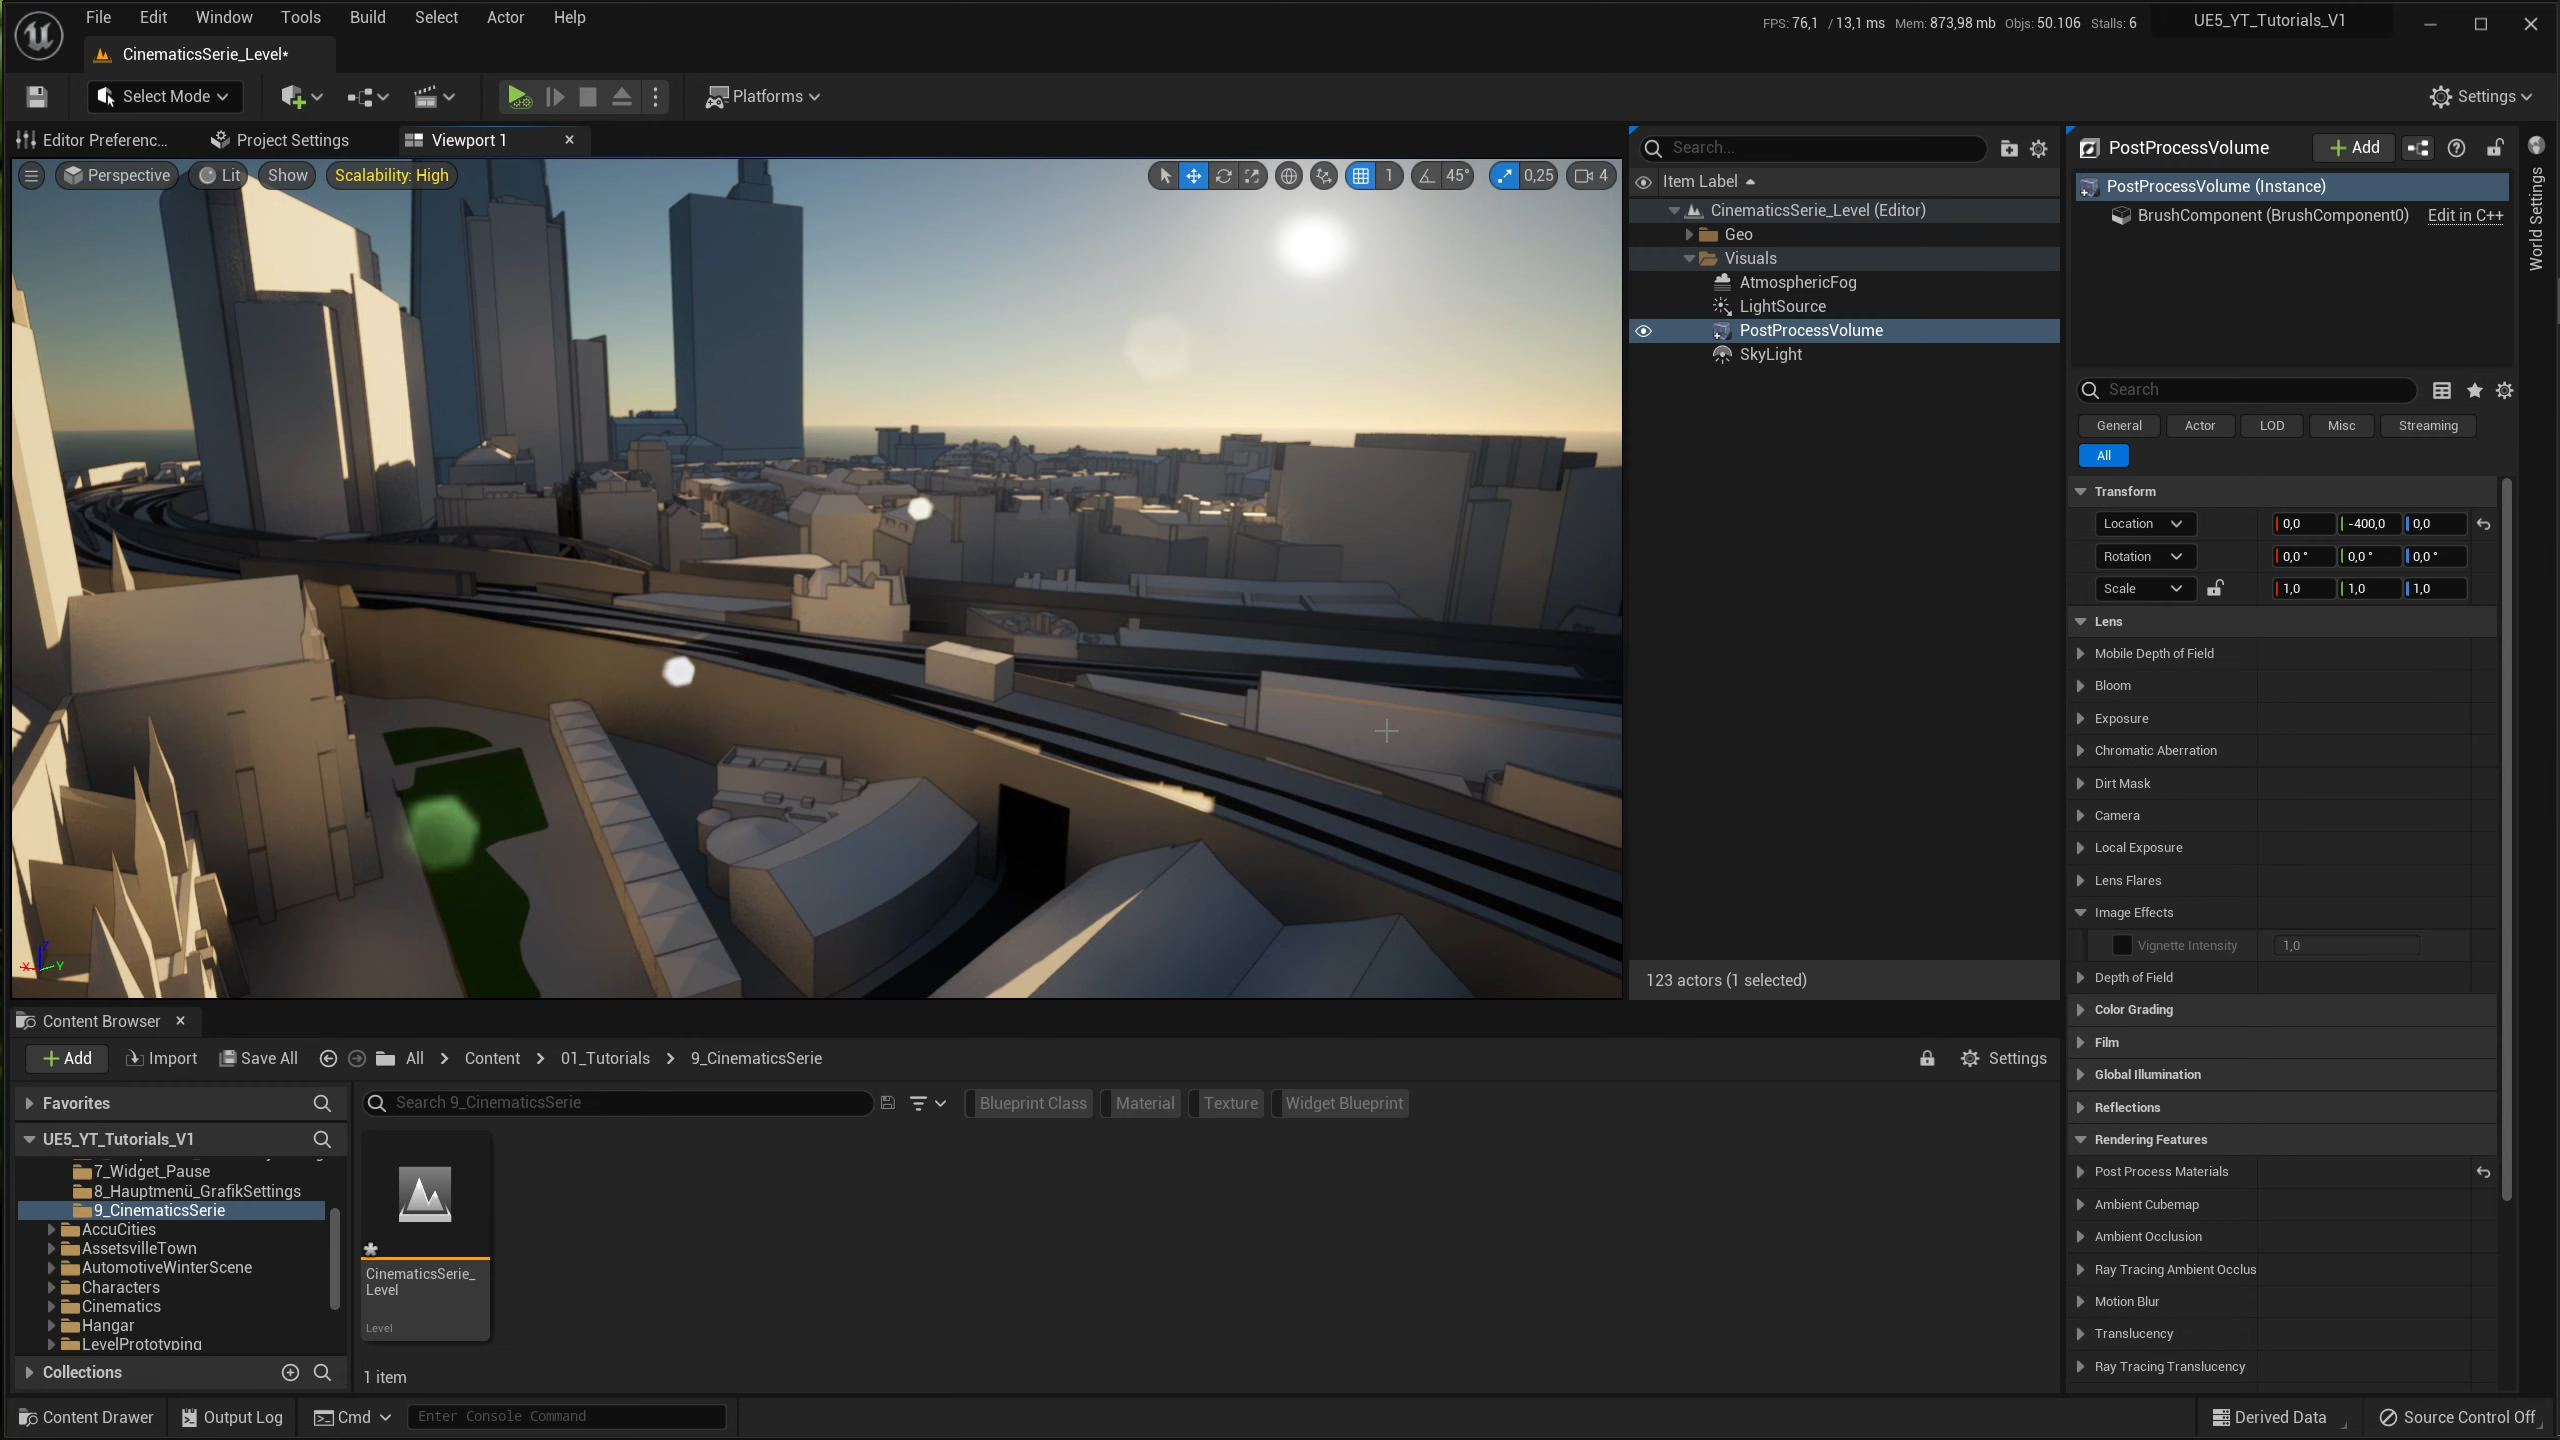 File Edit Window Tools Build Select Actor Help
FPS: 76,1 / 13,1 ms Mem: 873,98 mb Objs: 50.106 Stalls: 6
UE5_YT_Tutorials_V1
CinematicsSerie_Level*
Select Mode
Platforms
Settings
Editor Preferenc...
Project Settings
Viewport 1
Perspective
Lit
Show
Scalability: High
1
45°
0,25
4
Search...
Item Label
CinematicsSerie_Level (Editor)
Geo
Visuals
AtmosphericFog
LightSource
PostProcessVolume
SkyLight
123 actors (1 selected)
PostProcessVolume
Add
PostProcessVolume (Instance)
BrushComponent (BrushComponent0) Edit in C++
World Settings
Search
General Actor LOD Misc Streaming
All
Transform
Location 0,0 -400,0 0,0
Rotation 0,0 ° 0,0 ° 0,0 °
Scale 1,0 1,0 1,0
Lens
Mobile Depth of Field
Bloom
Exposure
Chromatic Aberration
Dirt Mask
Camera
Local Exposure
Lens Flares
Image Effects
Vignette Intensity 1,0
Depth of Field
Color Grading
Film
Global Illumination
Reflections
Rendering Features
Post Process Materials
Ambient Cubemap
Ambient Occlusion
Ray Tracing Ambient Occlus
Motion Blur
Translucency
Ray Tracing Translucency
X Y Z
Content Browser
Add Import Save All All Content 01_Tutorials 9_CinematicsSerie
Settings
Favorites
UE5_YT_Tutorials_V1
7_Widget_Pause
8_Hauptmenü_GrafikSettings
9_CinematicsSerie
AccuCities
AssetsvilleTown
AutomotiveWinterScene
Characters
Cinematics
Hangar
LevelPrototyping
Collections
Search 9_CinematicsSerie
Blueprint Class Material Texture Widget Blueprint
CinematicsSerie_
Level
Level
1 item
Content Drawer Output Log Cmd Enter Console Command
Derived Data Source Control Off